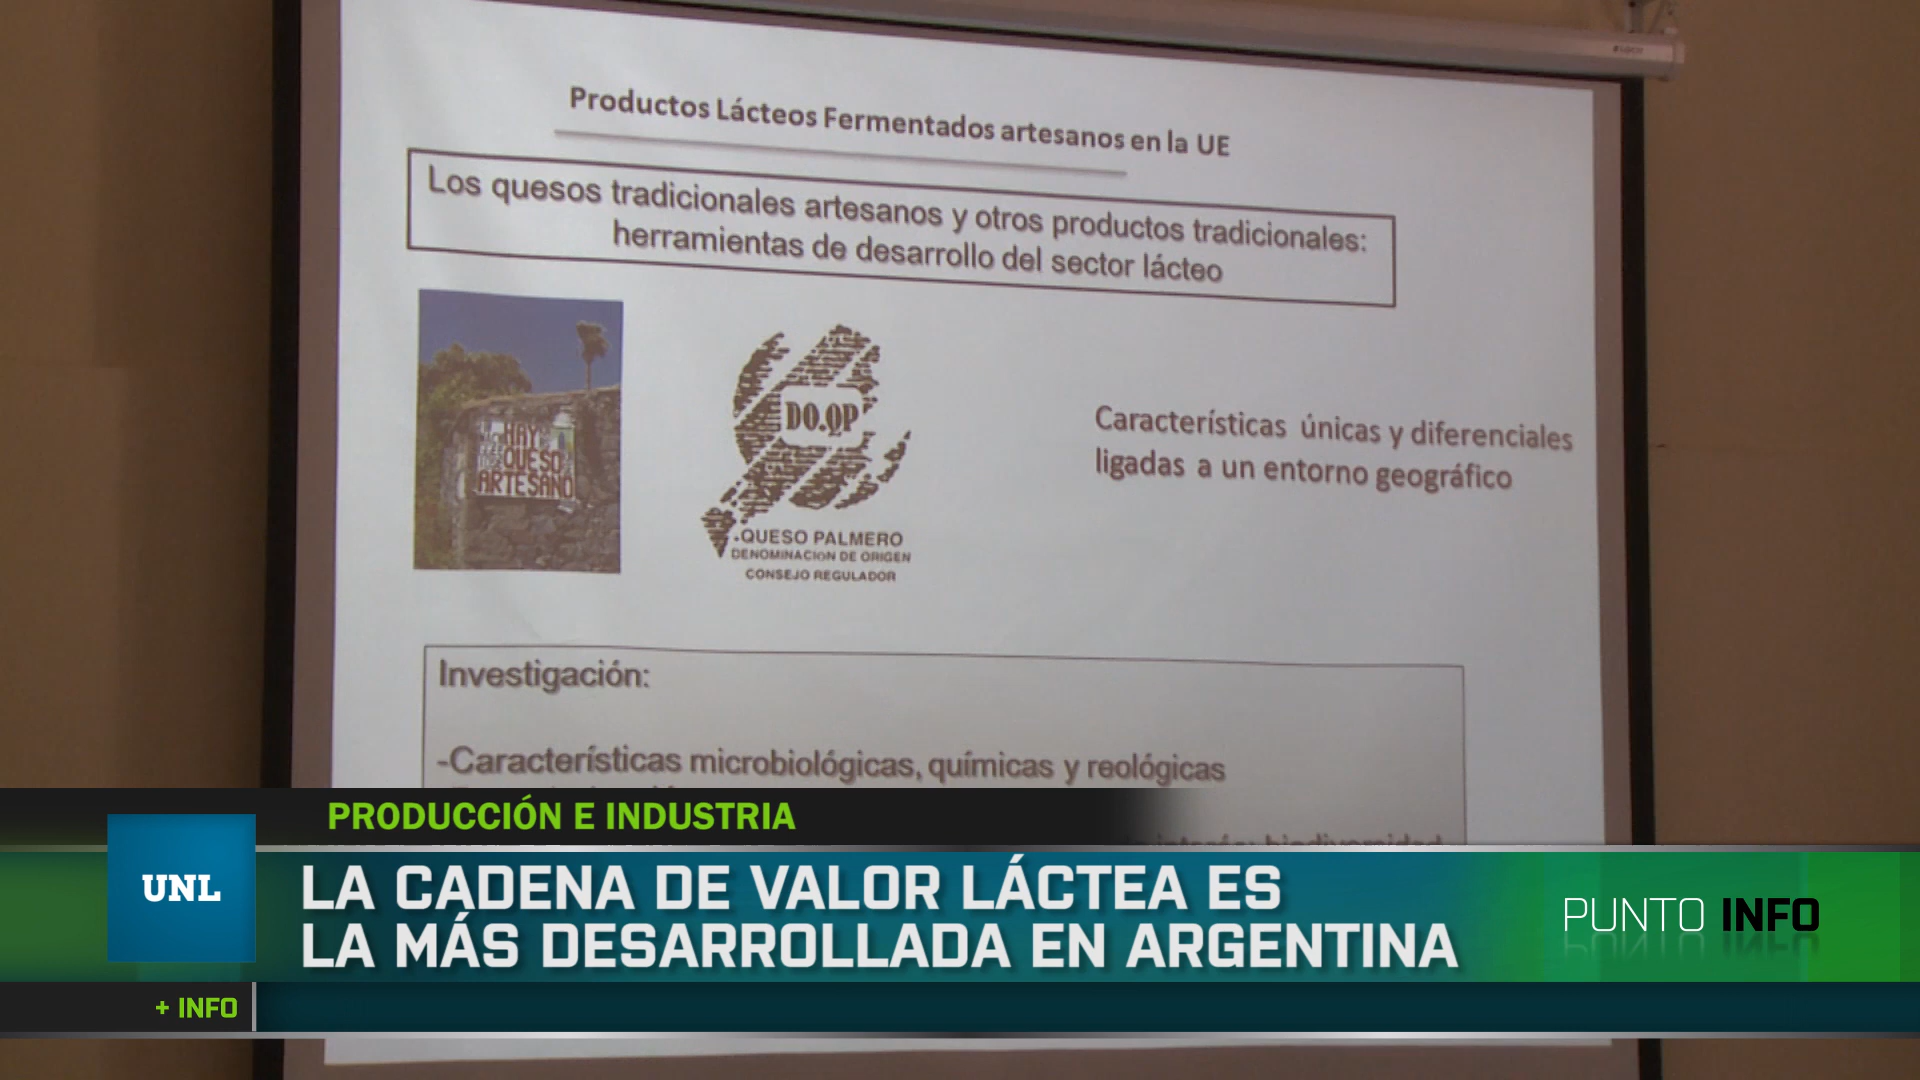 Productos Lácteos Fermentados artesanos en la UE
Los quesos tradicionales artesanos y otros productos tradicionales:
herramientas de desarrollo del sector lácteo
HAY
QUESO
ARTESANO
DO.QP
QUESO PALMERO
DENOMINACION DE ORIGEN
CONSEJO REGULADOR
Características únicas y diferenciales
ligadas a un entorno geográfico
Investigación:
-Características microbiológicas, químicas y reológicas
PRODUCCIÓN E INDUSTRIA
UNL
LA CADENA DE VALOR LÁCTEA ES
LA MÁS DESARROLLADA EN ARGENTINA
PUNTO INFO
+ INFO